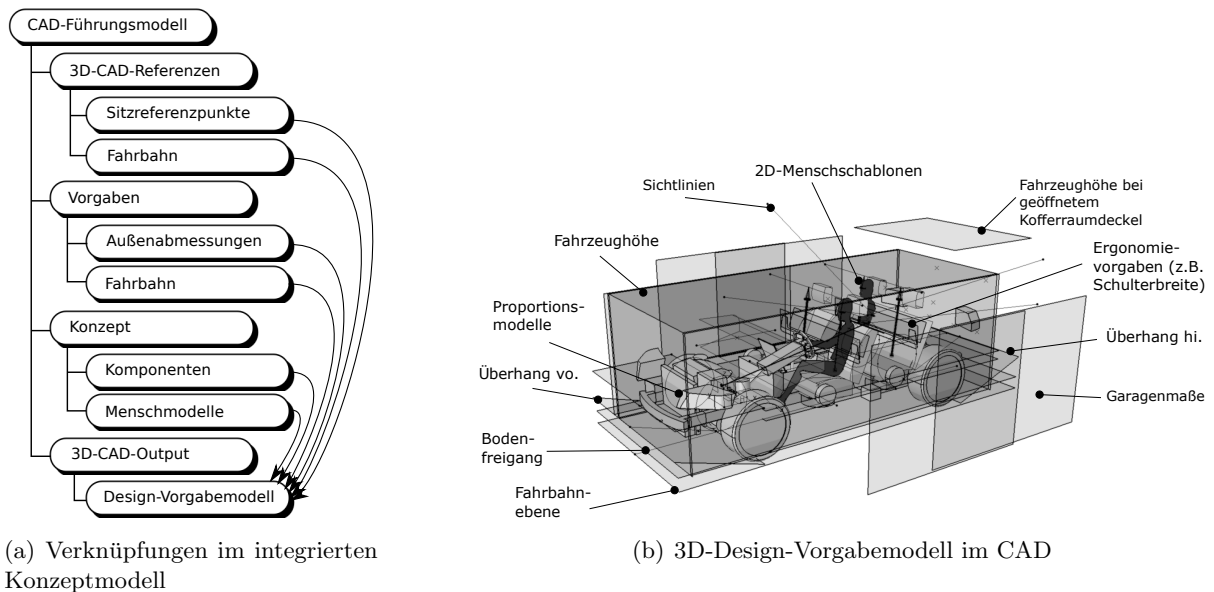 CAD-Führungsmodell
3D-CAD-Referenzen
Sitzreferenzpunkte
Fahrbahn
Vorgaben
Außenabmessungen
Fahrbahn
Konzept
Komponenten
Menschmodelle
3D-CAD-Output
Design-Vorgabemodell
(a) Verknüpfungen im integrierten
Konzeptmodell
2D-Menschschablonen
Sichtlinien
Fahrzeughöhe bei
geöffnetem
Kofferraumdeckel
Fahrzeughöhe
Ergonomie-
vorgaben (z.B.
Schulterbreite)
Proportions-
modelle
Überhang hi.
Überhang vo.
Garagenmaße
Boden-
freigang
Fahrbahn-
ebene
(b) 3D-Design-Vorgabemodell im CAD